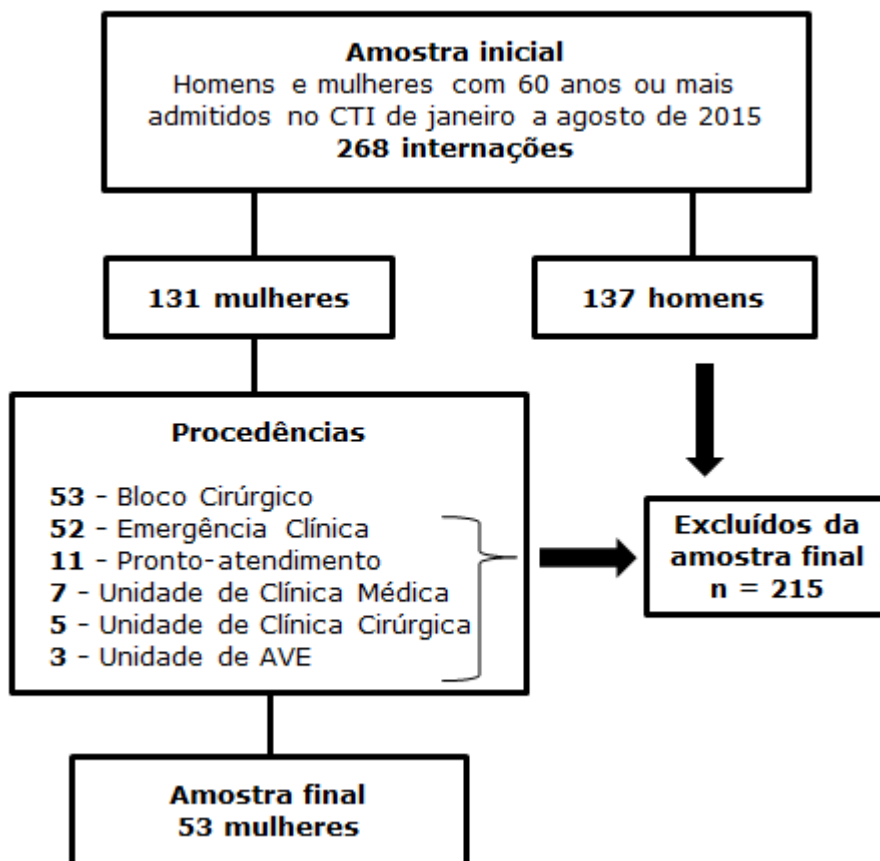 Amostra inicial
Homens e mulheres com 60 anos ou mais
admitidos no CTI de janeiro a agosto de 2015
268 internações
131 mulheres
137 homens
Procedências
53 - Bloco Cirúrgico
52 - Emergência Clínica
11 - Pronto-atendimento
7 - Unidade de Clínica Médica
5 - Unidade de Clínica Cirúrgica
3 - Unidade de AVE
Excluídos da
amostra final
n = 215
Amostra final
53 mulheres